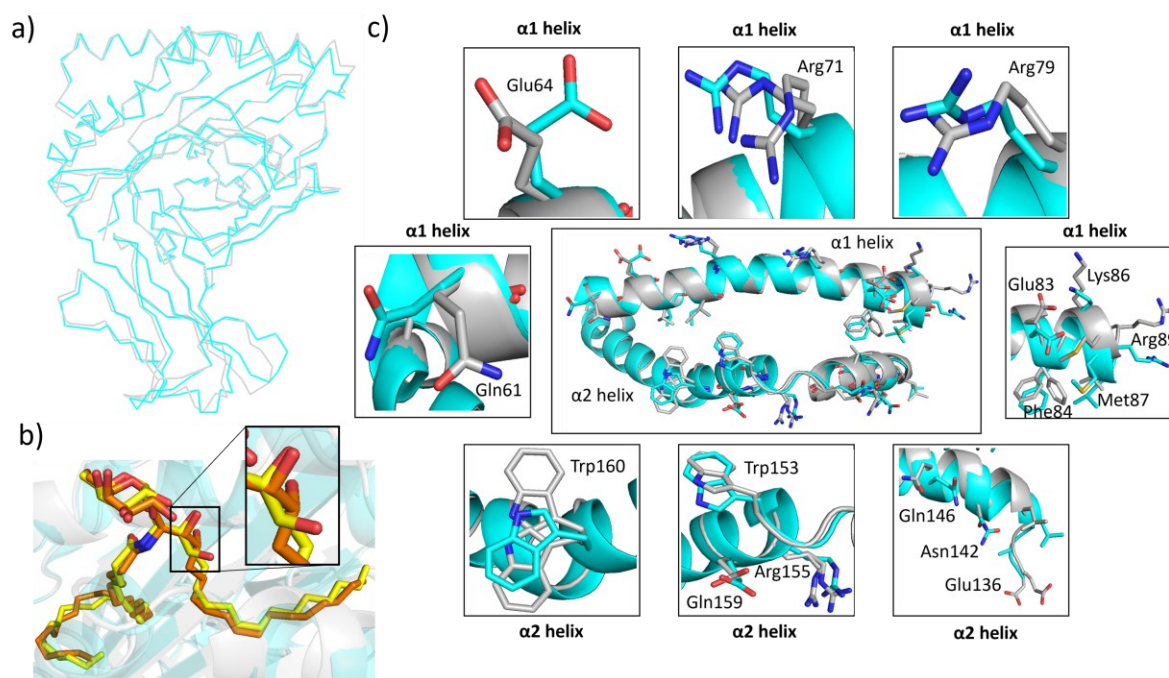 a)
c)
α1 helix
α1 helix
α1 helix
Glu64
Arg71
Arg79
α1 helix
α1 helix
α1 helix
Gln61
α2 helix
Glu83
Lys86
Arg89
Met87
Phe84
b)
Trp160
Trp153
Arg155
Gln159
Gln146
Asn142
Glu136
α2 helix
α2 helix
α2 helix